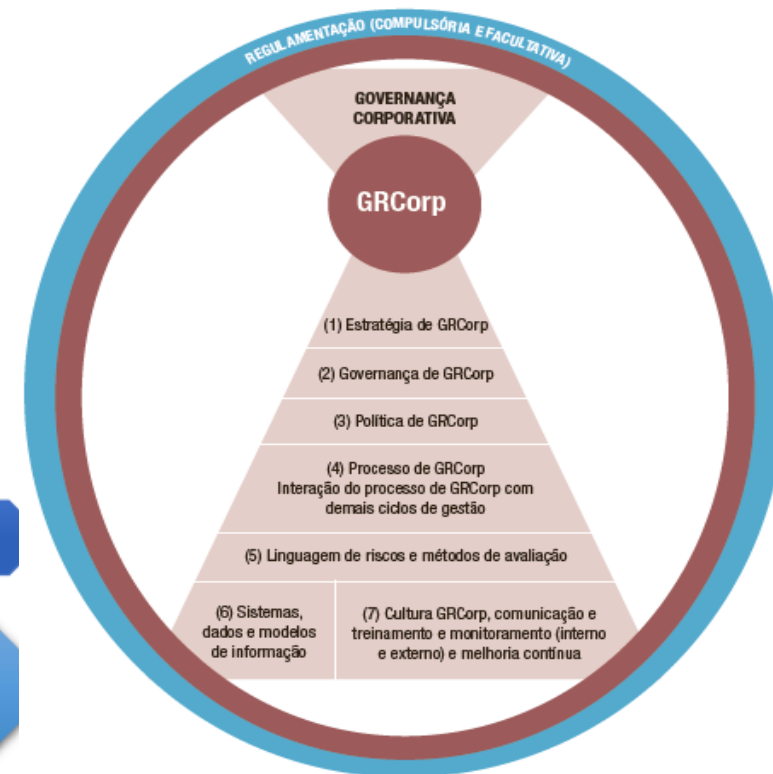 REGULAMENTAÇÃO (COMPULSÓRIA E FACULTATIVA)
GOVERNANÇA
CORPORATIVA
GRCorp
(1) Estratégia de GRCorp
(2) Governança de GRCorp
(3) Política de GRCorp
(4) Processo de GRCorp
Interação do processo de GRCorp com
demais ciclos de gestão
(5) Linguagem de riscos e métodos de avaliação
(6) Sistemas,
dados e modelos
de informação
(7) Cultura GRCorp, comunicação e
treinamento e monitoramento (interno
e externo) e melhoria contínua